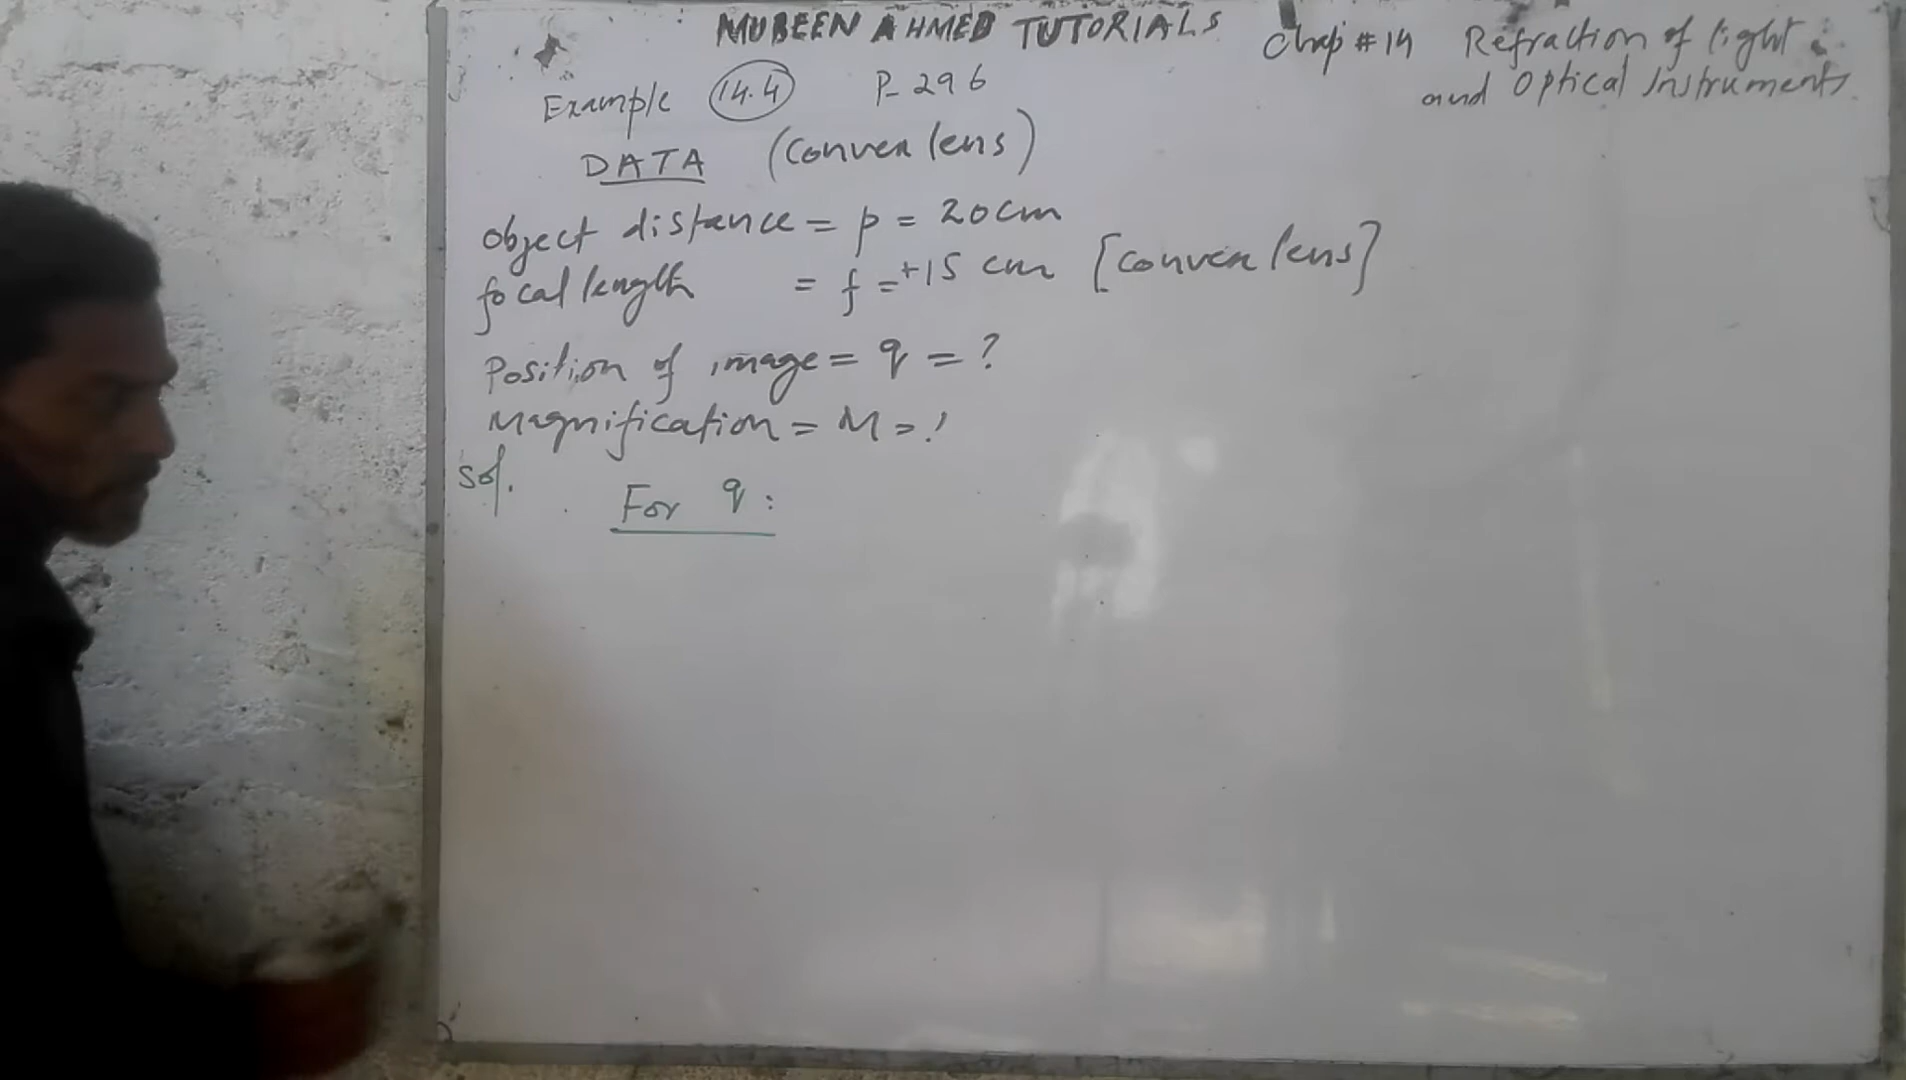 MUBEEN AHMED TUTORIALS
Chap # 14 Refraction of light
and Optical Instruments
Example 14.4 P-296
DATA (Convex lens)
object distance = p = 20cm
focal length = f = +15 cm [Convex lens]
Position of image = q = ?
Magnification = M = ?
Sol.
For q: